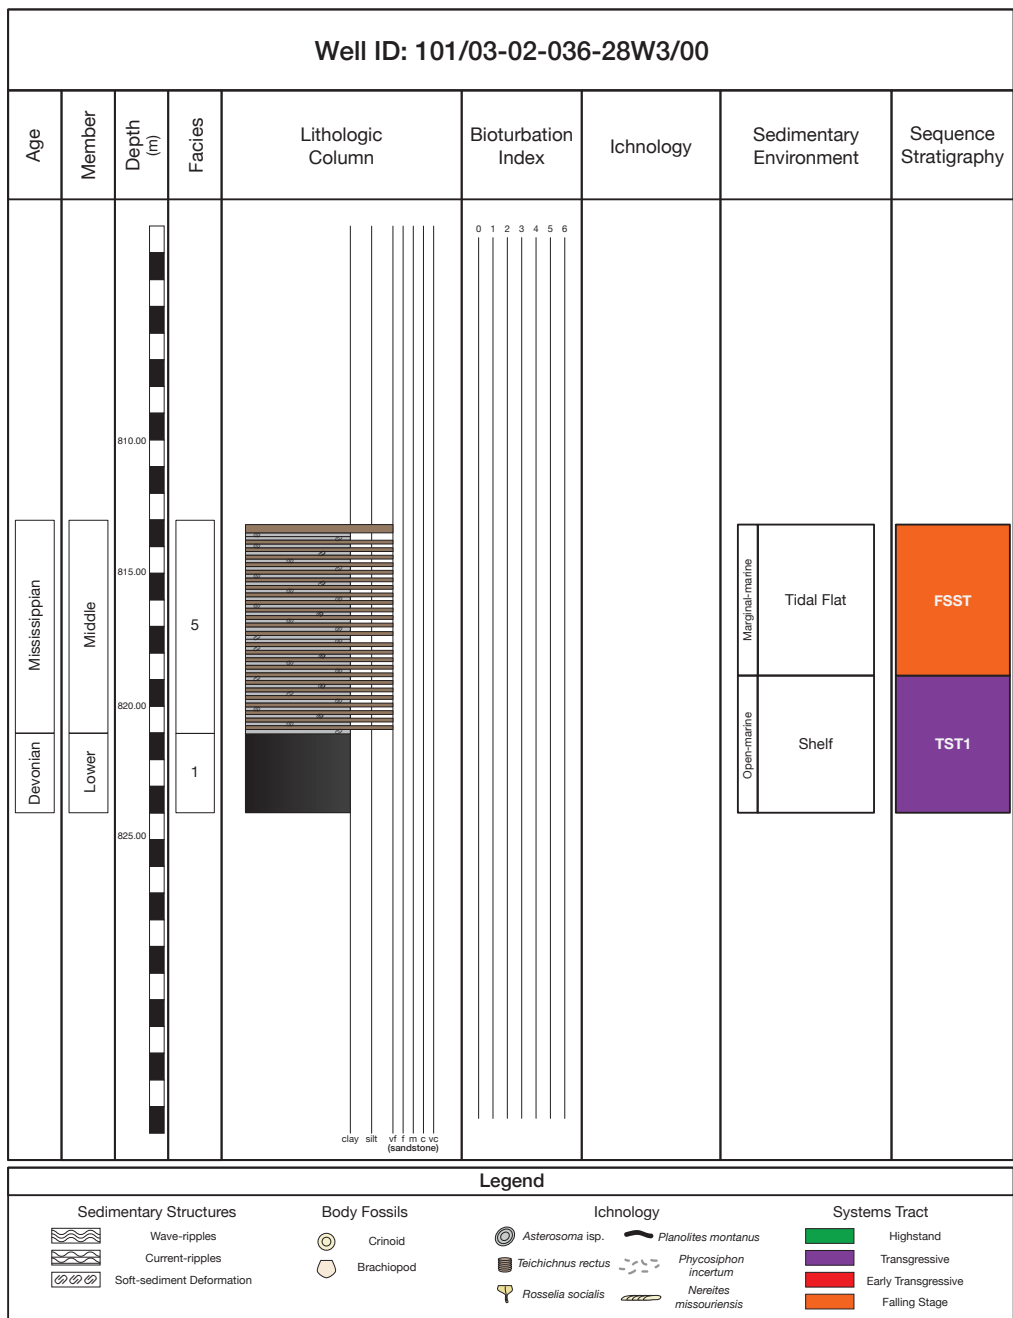 Well ID: 101/03-02-036-28W3/00
Age
Member
Depth
(m)
Facies
Lithologic
Column
Bioturbation
Index
Ichnology
Sedimentary
Environment
Sequence
Stratigraphy
0 1 2 3 4 5 6
810.00
815.00
820.00
825.00
Mississippian
Devonian
Middle
Lower
5
1
Marginal-marine
Tidal Flat
FSST
Open-marine
Shelf
TST1
clay silt vf f m c vc
(sandstone)
Legend
Sedimentary Structures
Wave-ripples
Current-ripples
Soft-sediment Deformation
Body Fossils
Crinoid
Brachiopod
Ichnology
Asterosoma isp.
Teichichnus rectus
Rosselia socialis
Planolites montanus
Phycosiphon
incertum
Nereites
missouriensis
Systems Tract
Highstand
Transgressive
Early Transgressive
Falling Stage